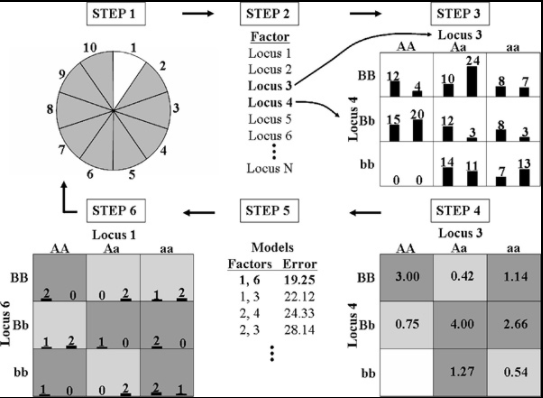 STEP 1
STEP 2
STEP 3
10
1
2
3
4
5
6
7
8
9
Factor
Locus 1
Locus 2
Locus 3
Locus 4
Locus 5
Locus 6
Locus N
Locus 3
AA Aa aa
Locus 4
BB 12 4 10 24 8 7
Bb 15 20 12 3 8 3
bb 0 0 14 11 7 13
STEP 6
STEP 5
STEP 4
Locus 1
AA Aa aa
Locus 6
BB 2 0 0 2 1 2
Bb 1 2 1 0 2 0
bb 1 0 0 2 2 1
Models
Factors Error
1, 6 19.25
1, 3 22.12
2, 4 24.33
2, 3 28.14
Locus 3
AA Aa aa
Locus 4
BB 3.00 0.42 1.14
Bb 0.75 4.00 2.66
bb 1.27 0.54